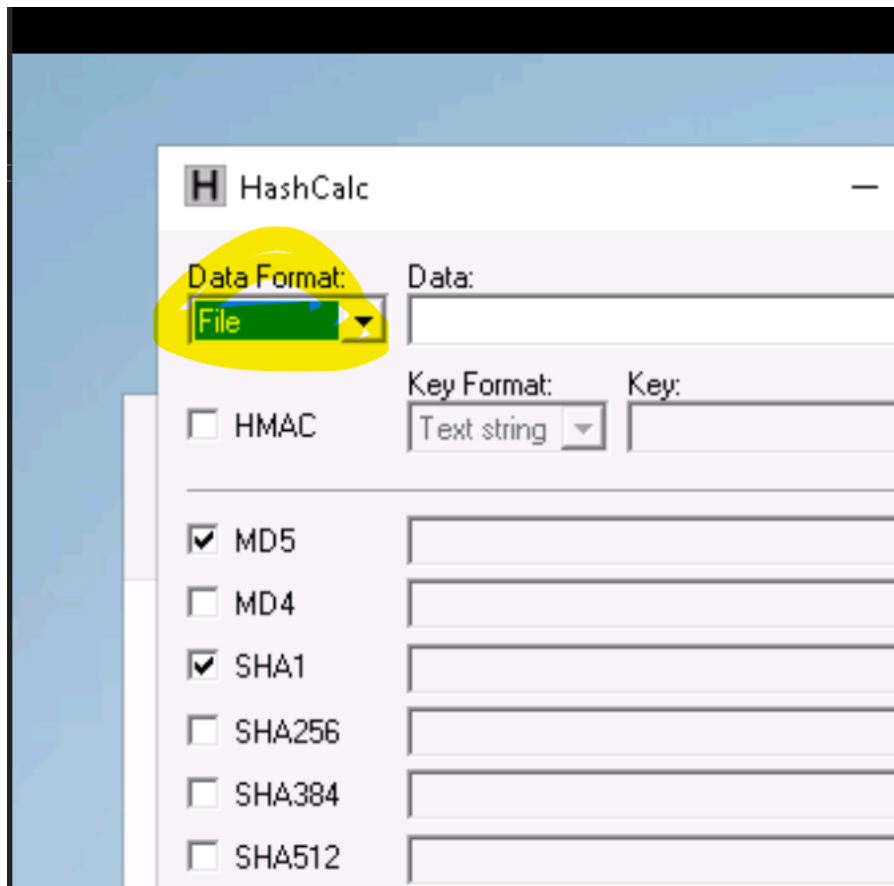 H HashCalc
Data Format: Data:
File
Key Format: Key:
HMAC Text string
MD5
MD4
SHA1
SHA256
SHA384
SHA512